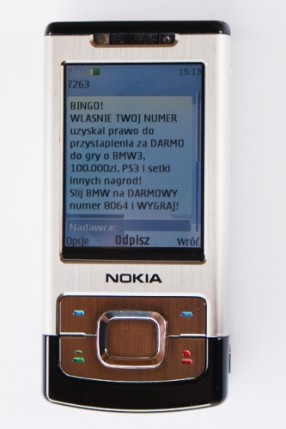 15:19
7263
BINGO!
WLASNIE TWOJ NUMER
uzyskal prawo do
przystapienia za DARMO
do gry o BMW3,
100.000zl, PS3 i setki
innych nagrod!
Slij BMW na DARMOWY
numer 8064 i WYGRAJ!
Nadawca:
Opcje Odpisz Wróć
NOKIA